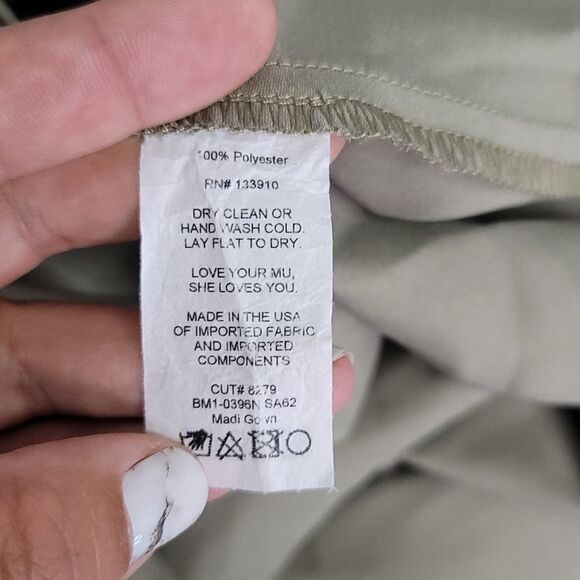 100% Polyester
RN# 133910
DRY CLEAN OR
HAND WASH COLD.
LAY FLAT TO DRY.
LOVE YOUR MU,
SHE LOVES YOU.
MADE IN THE USA
OF IMPORTED FABRIC
AND IMPORTED
COMPONENTS
CUT# 8279
BM1-0396N SA62
Madi Gown